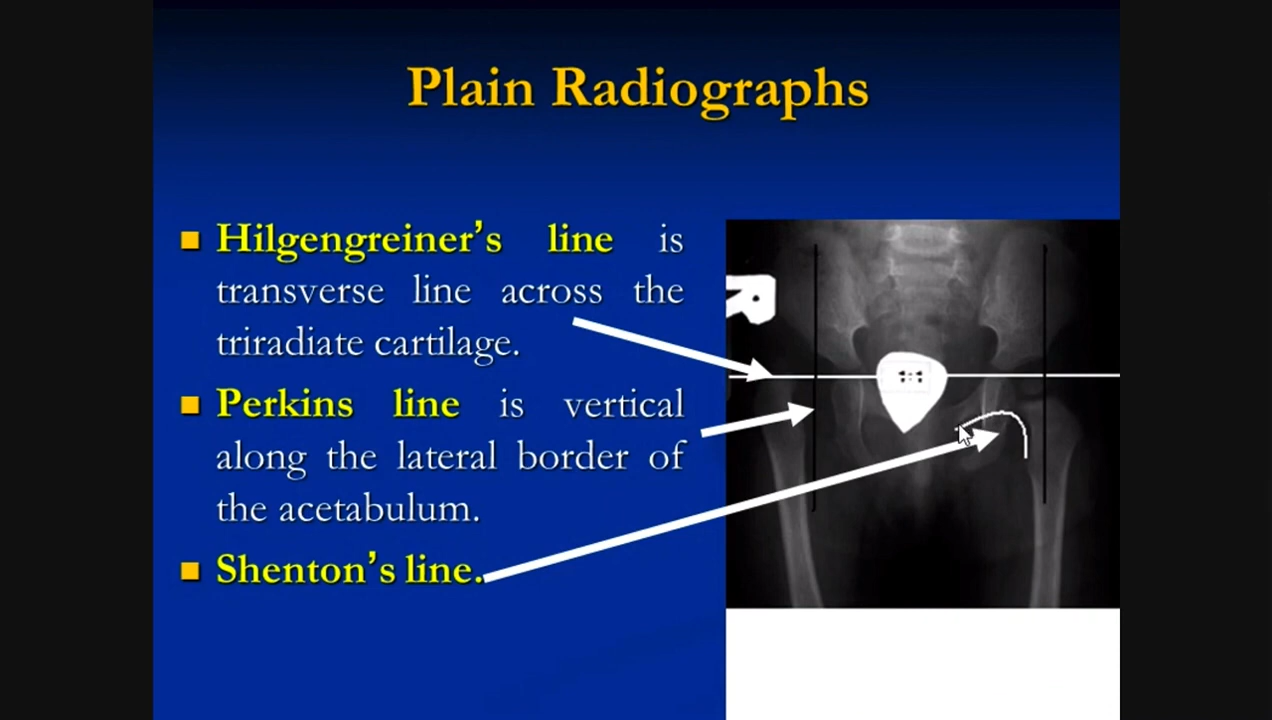 Plain Radiographs
■ Hilgengreiner’s line is
transverse line across the
triradiate cartilage.
■ Perkins line is vertical
along the lateral border of
the acetabulum.
■ Shenton’s line.
R